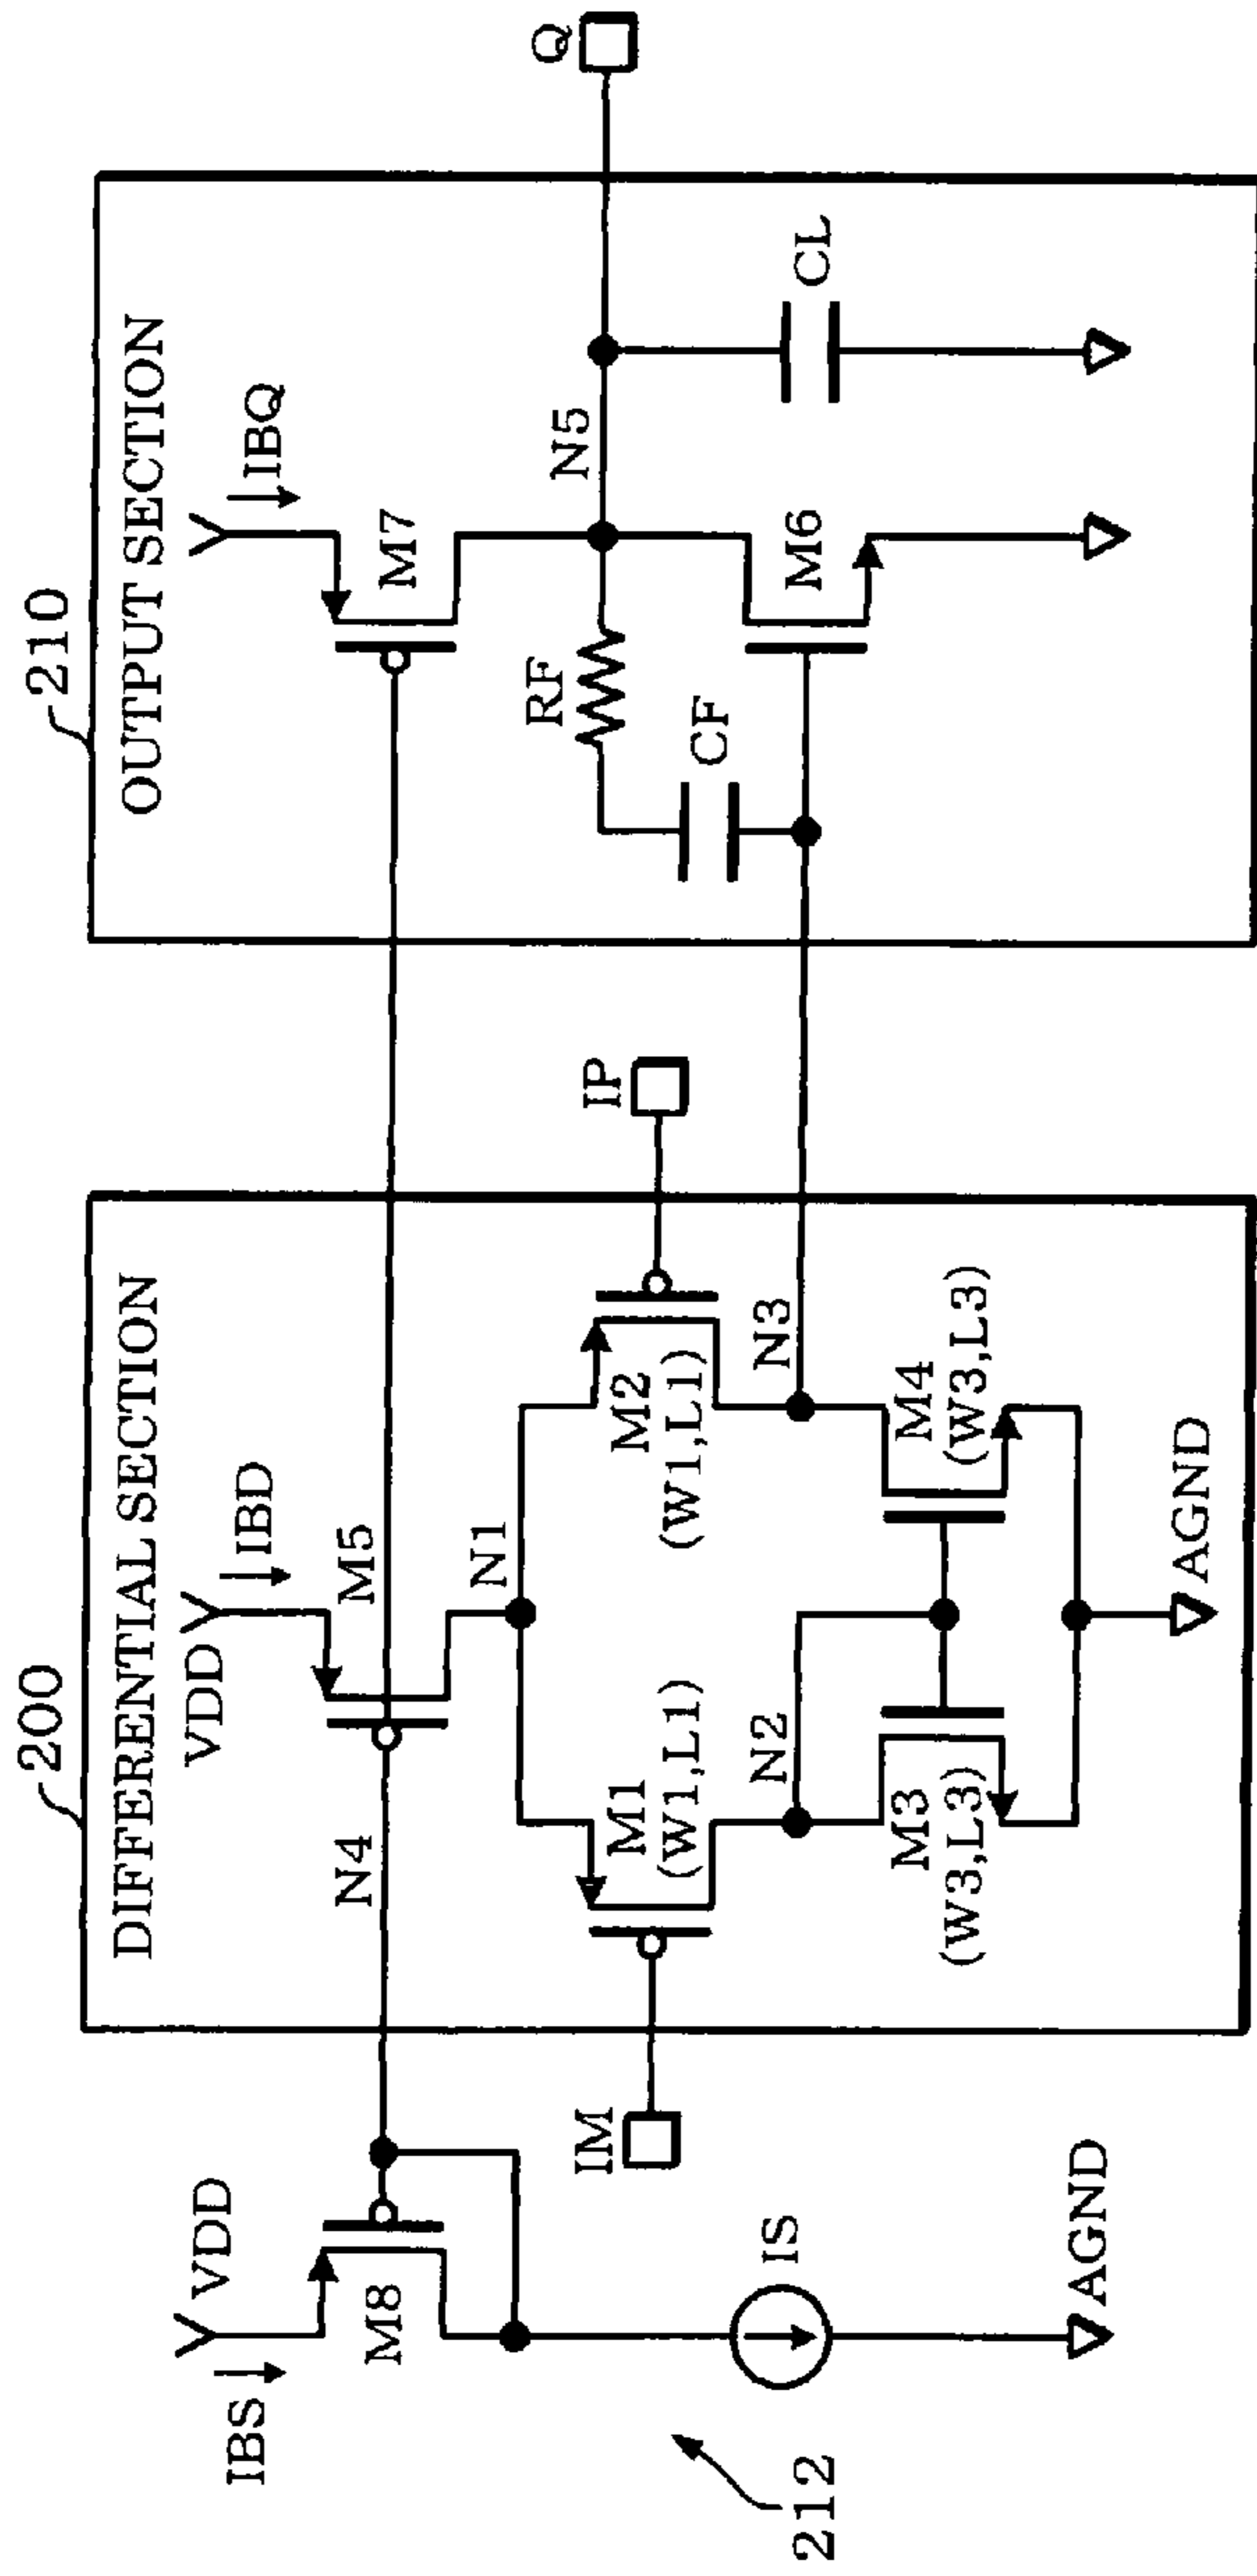 200
210
DIFFERENTIAL SECTION
OUTPUT SECTION
VDD
IBS
M8
IS
AGND
212
N4
VDD
IBD
M5
N1
IM
M1
(W1,L1)
M2
(W1,L1)
IP
N2
N3
M3
(W3,L3)
M4
(W3,L3)
AGND
IBQ
M7
N5
RF
CF
M6
CL
Q